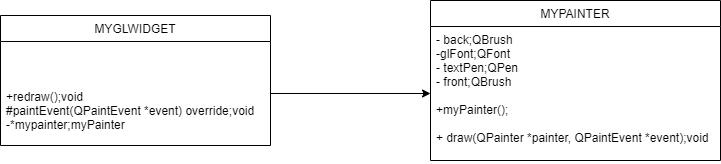 MYGLWIDGET
+redraw();void
#paintEvent(QPaintEvent *event) override;void
-*mypainter;myPainter
MYPAINTER
- back;QBrush
-glFont;QFont
- textPen;QPen
- front;QBrush
+myPainter();
+ draw(QPainter *painter, QPaintEvent *event);void